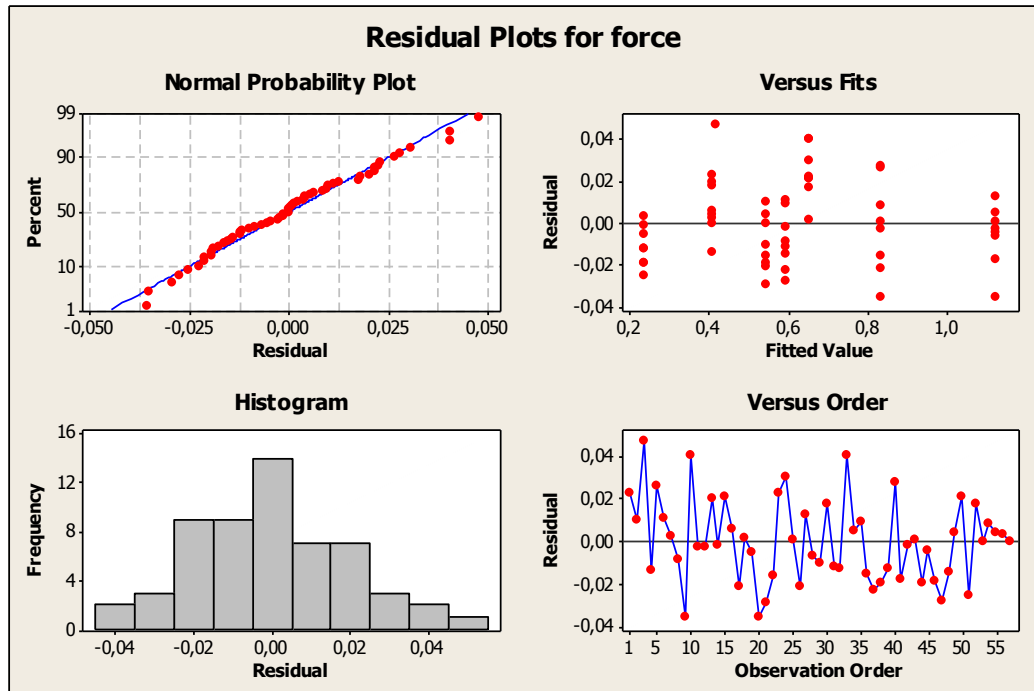 Residual Plots for force
Normal Probability Plot
99
90
50
10
1
Percent
-0,050 -0,025 0,000 0,025 0,050
Residual
Versus Fits
0,04
0,02
0,00
-0,02
-0,04
Residual
0,2 0,4 0,6 0,8 1,0
Fitted Value
Histogram
16
12
8
4
0
Frequency
-0,04 -0,02 0,00 0,02 0,04
Residual
Versus Order
0,04
0,02
0,00
-0,02
-0,04
Residual
1 5 10 15 20 25 30 35 40 45 50 55
Observation Order